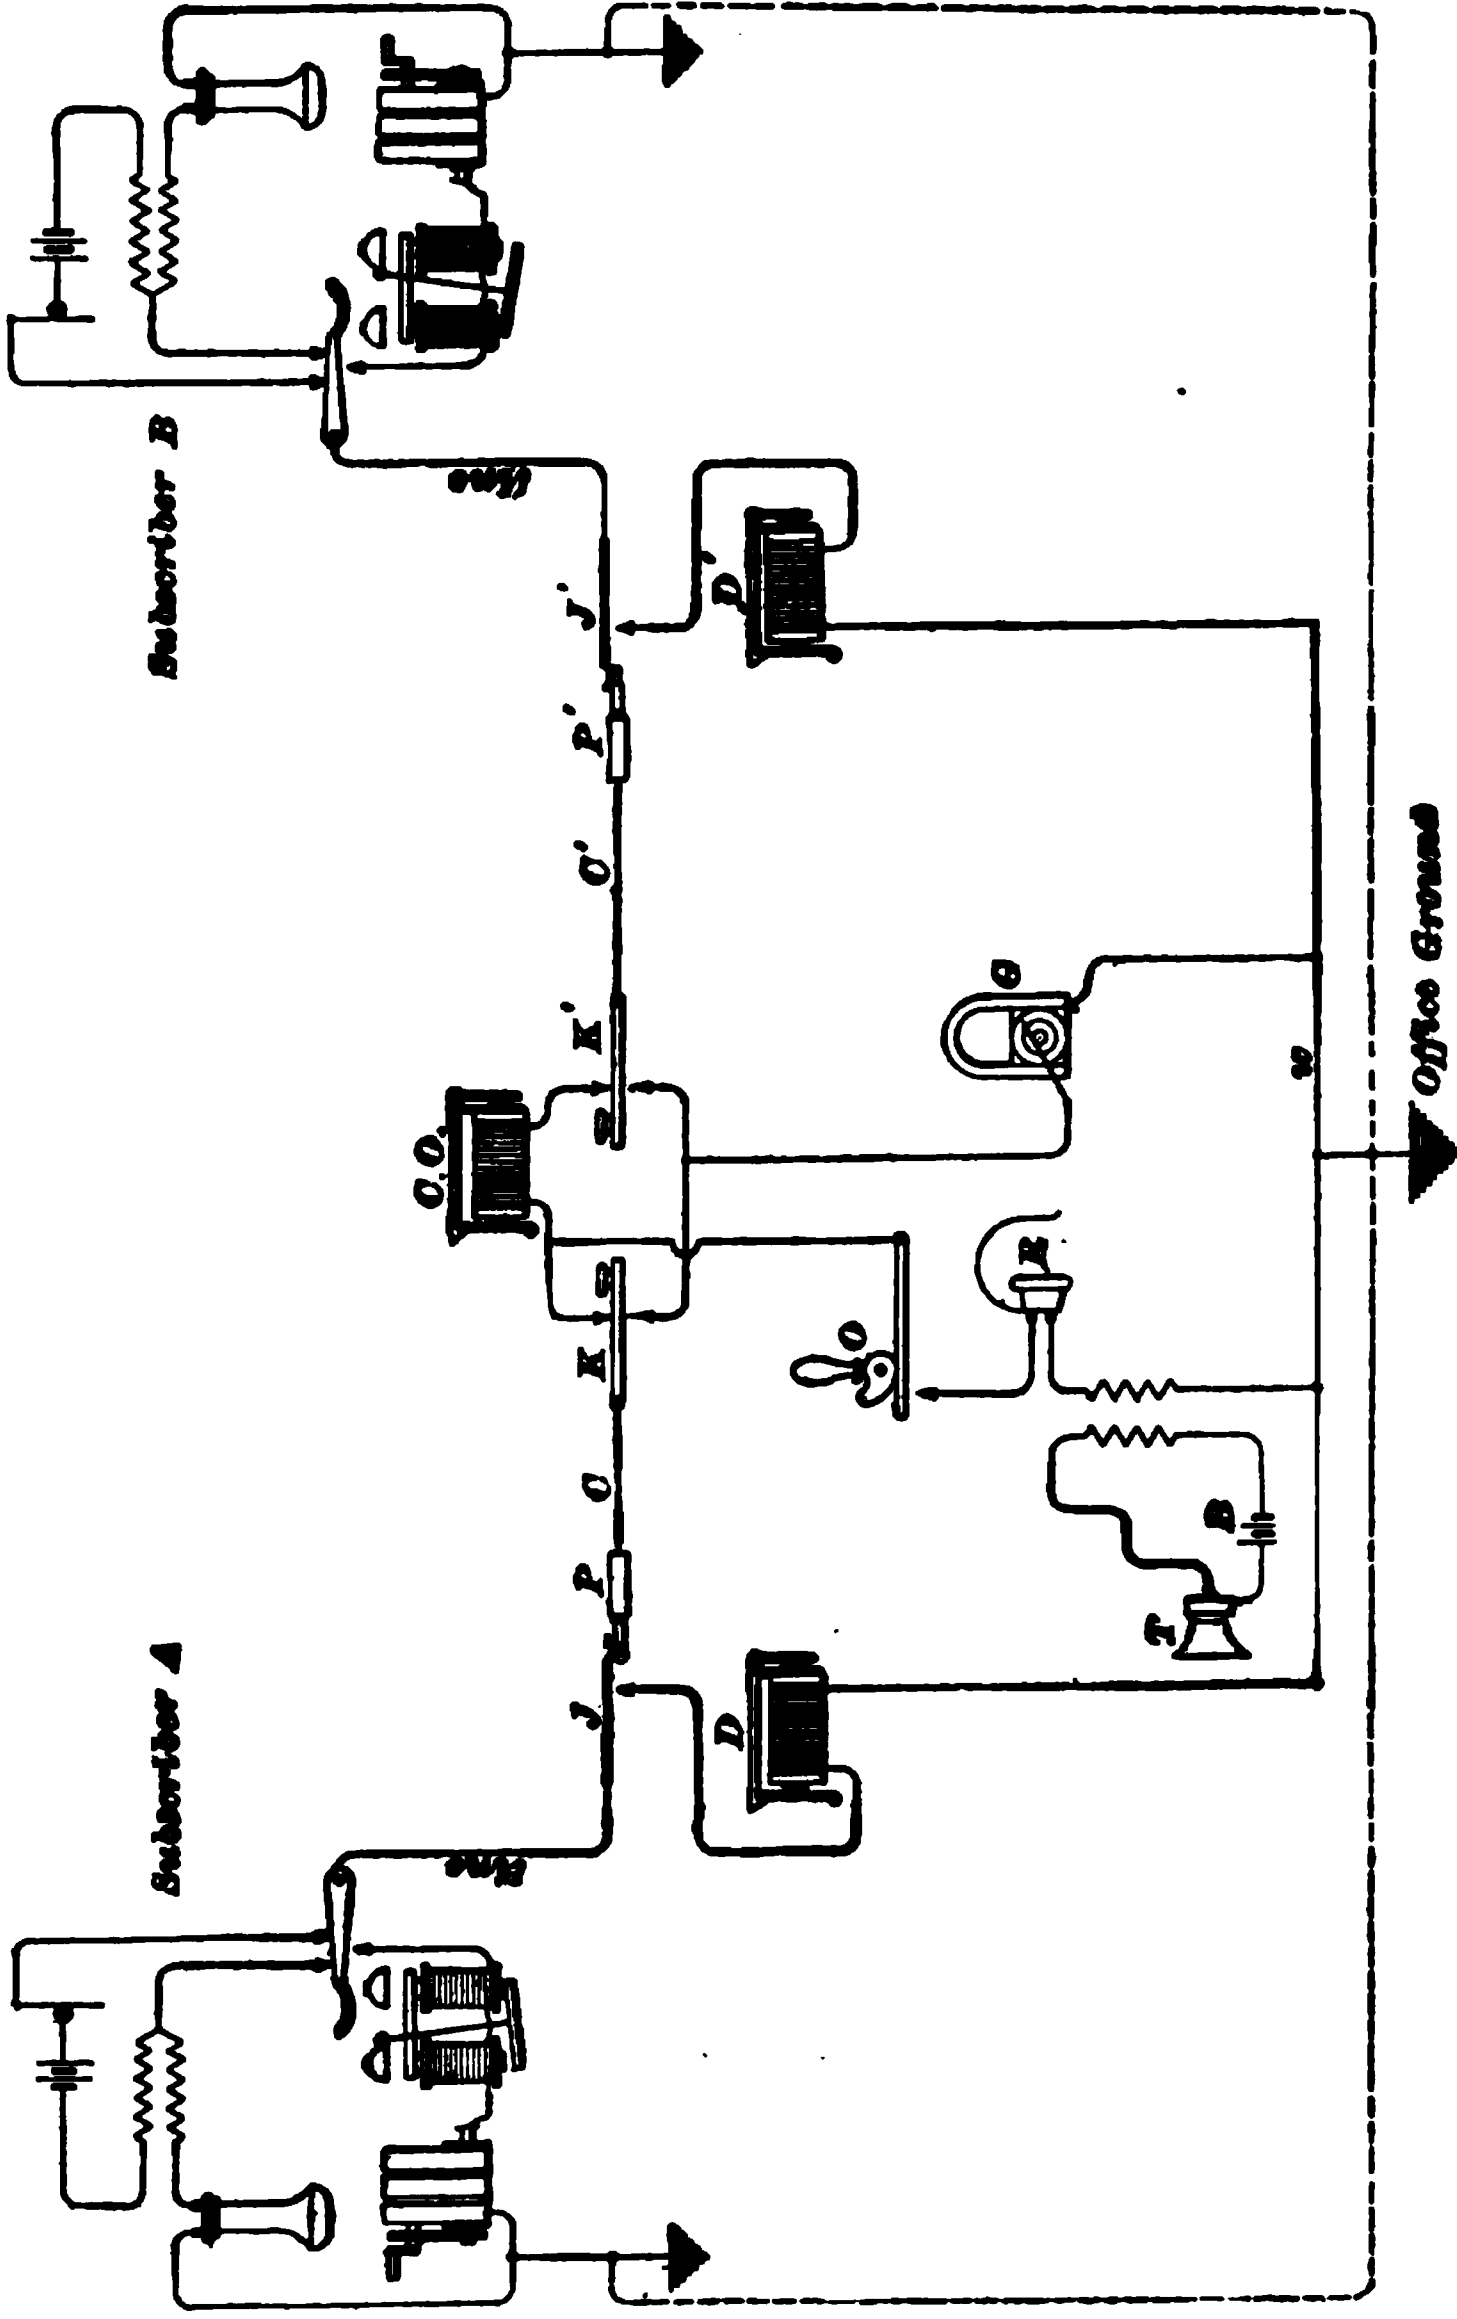 Subscriber A
Subscriber B
Line
Line
C.O.
J
P
C
K
K'
C'
P'
J'
D
O
G
D'
R
T
B
w
Office Ground